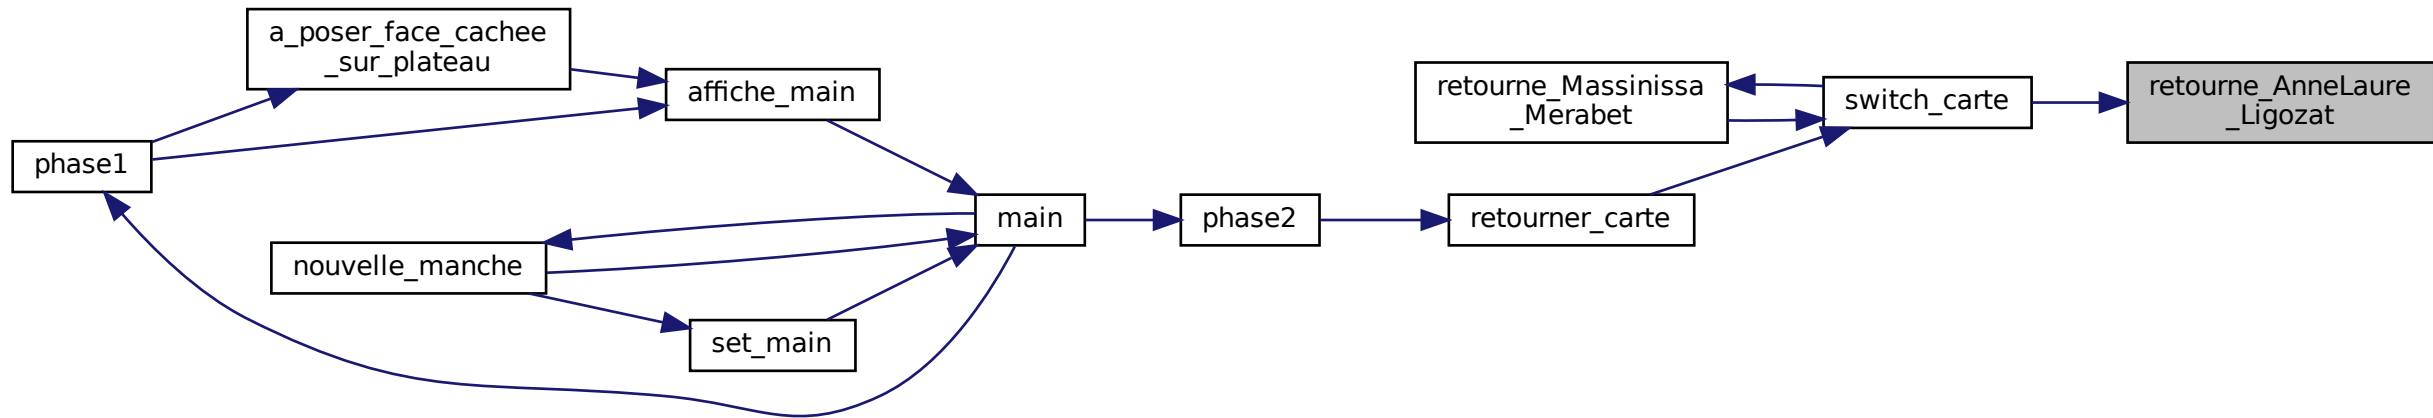 a_poser_face_cachee
_sur_plateau
affiche_main
phase1
nouvelle_manche
set_main
main
phase2
retourner_carte
retourne_Massinissa
_Merabet
switch_carte
retourne_AnneLaure
_Ligozat